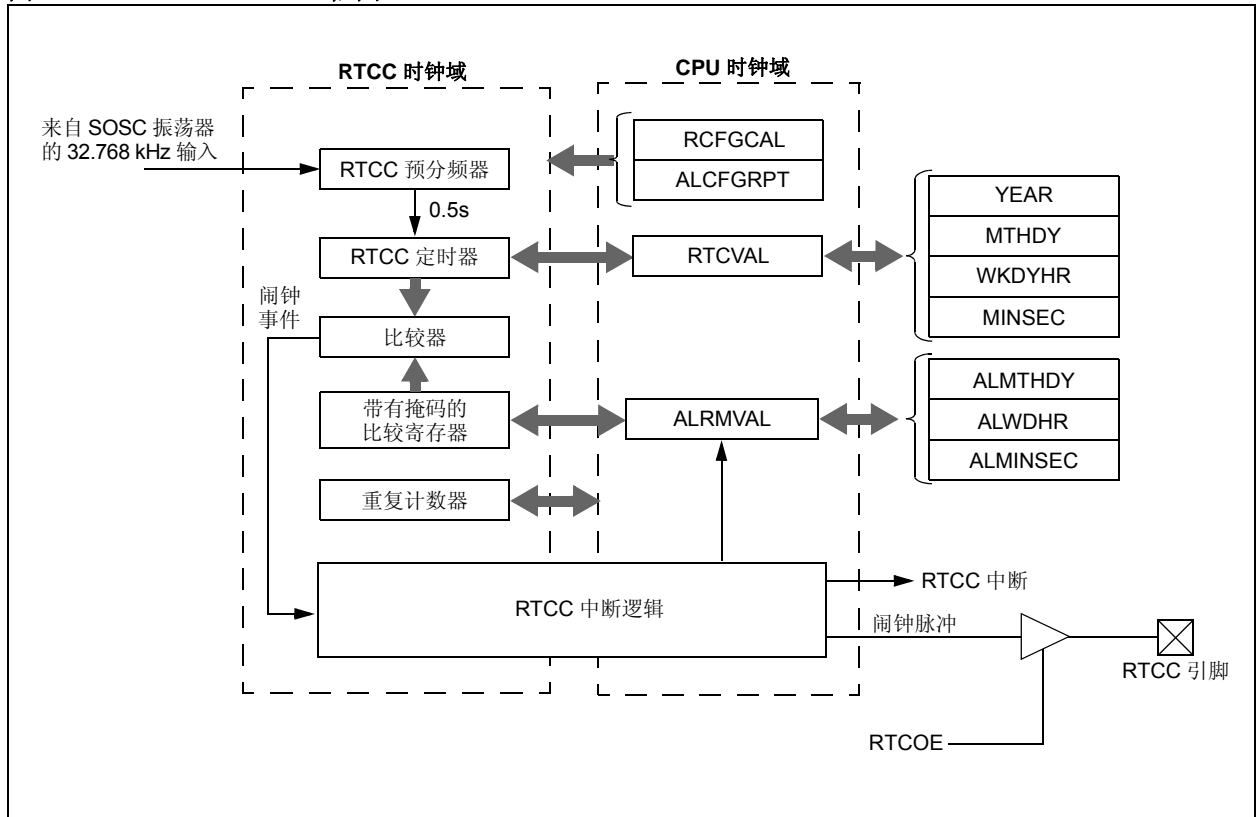 RTCC 时钟域
CPU 时钟域
来自 SOSC 振荡器
的 32.768 kHz 输入
RTCC 预分频器
0.5s
RTCC 定时器
闹钟
事件
比较器
带有掩码的
比较寄存器
重复计数器
RCFGCAL
ALCFGRPT
RTCVAL
ALRMVAL
YEAR
MTHDY
WKDYHR
MINSEC
ALMTHDY
ALWDHR
ALMINSEC
RTCC 中断逻辑
RTCC 中断
闹钟脉冲
RTCC 引脚
RTCOE